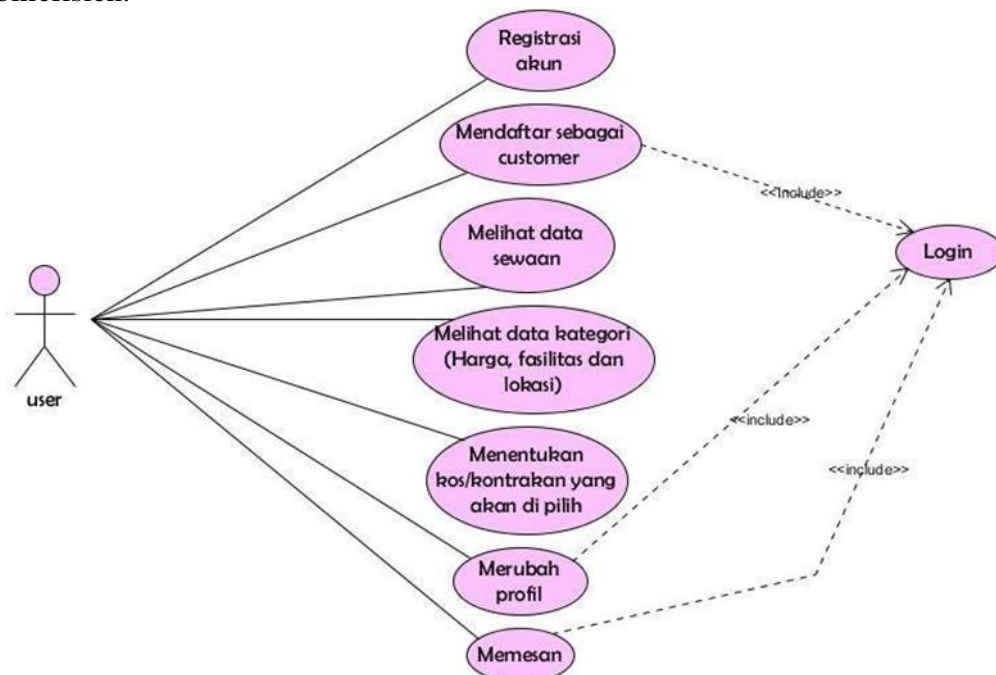 Registrasi
akun
Mendaftar sebagai
customer
<<Include>>
Melihat data
sewaan
Login
Melihat data kategori
(Harga, fasilitas dan
lokasi)
user
<<include>>
Menentukan
kos/kontrakan yang
akan di pilih
<<include>>
Merubah
profil
Memesan